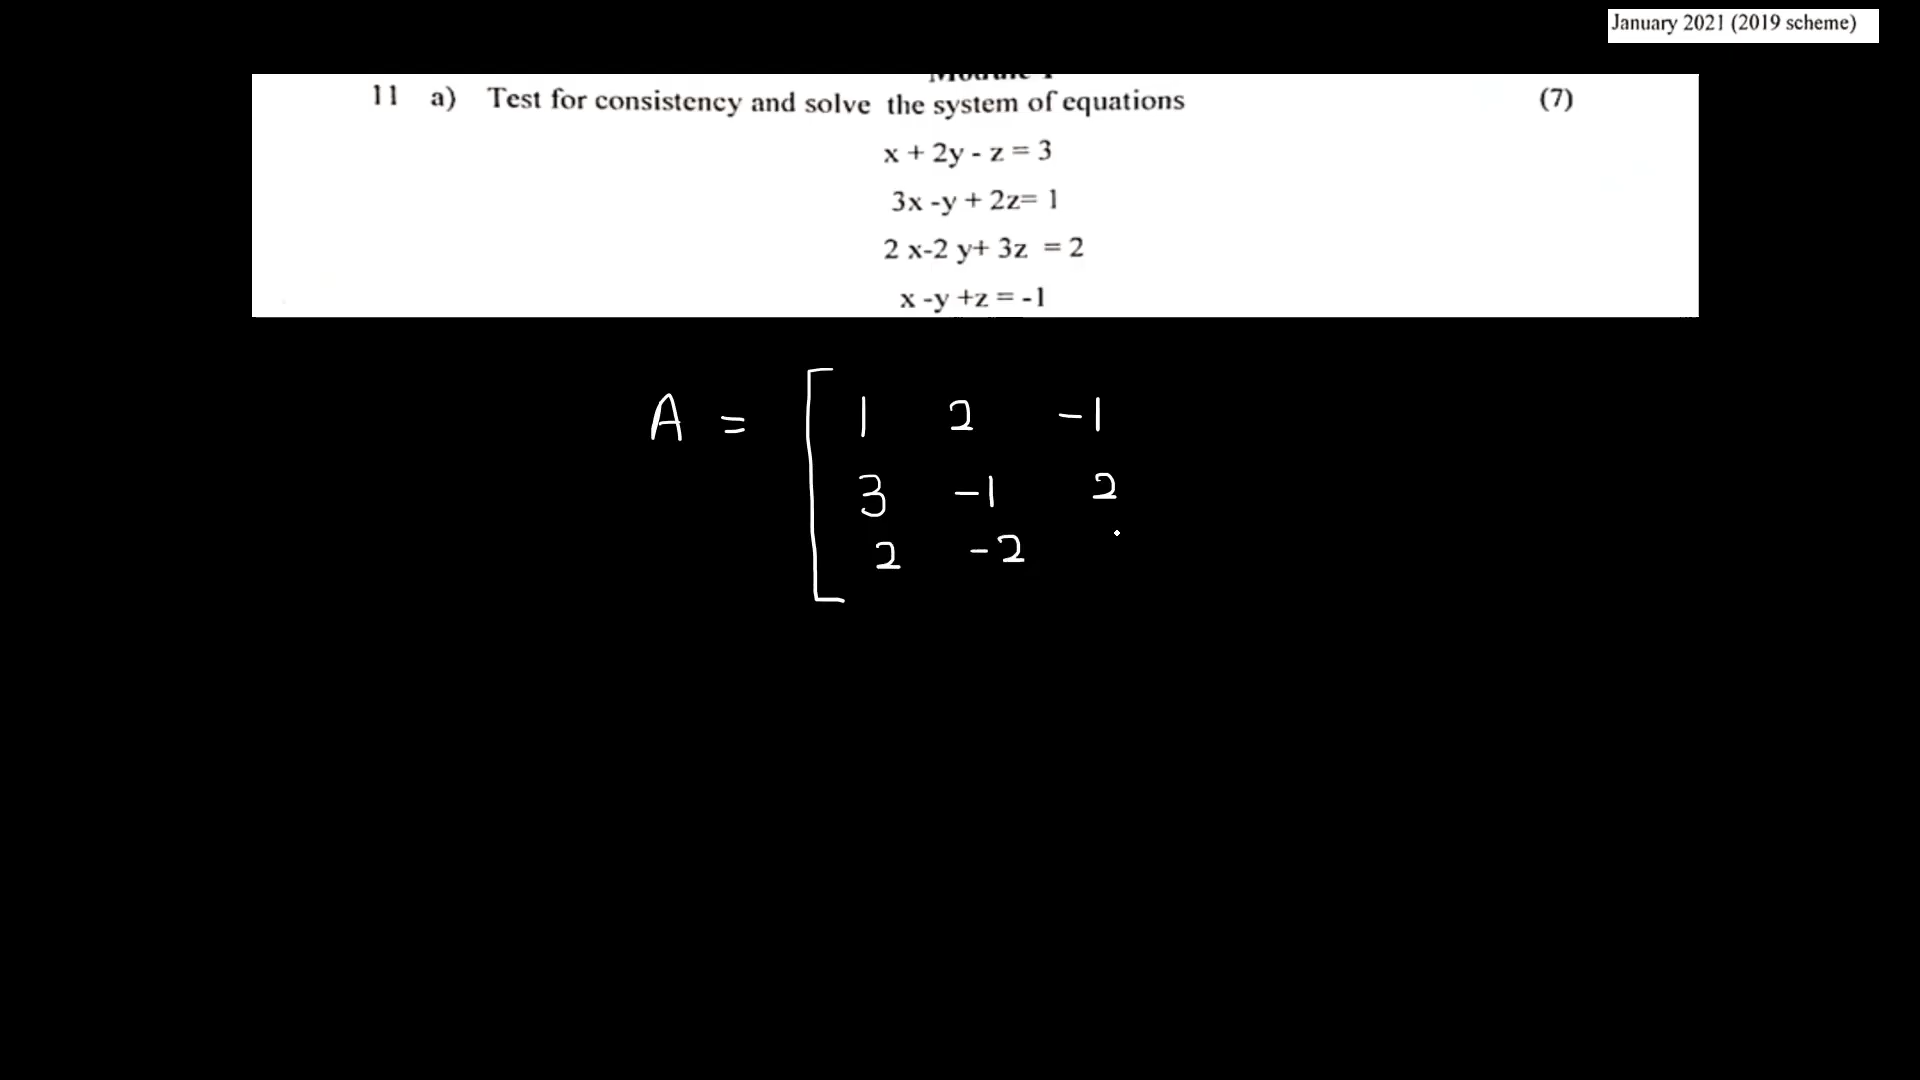 January 2021 (2019 scheme)
11 a) Test for consistency and solve the system of equations (7)
x + 2y - z = 3
3x -y + 2z= 1
2 x-2 y+ 3z = 2
x -y +z = -1
A = [ 1 2 -1
3 -1 2
2 -2